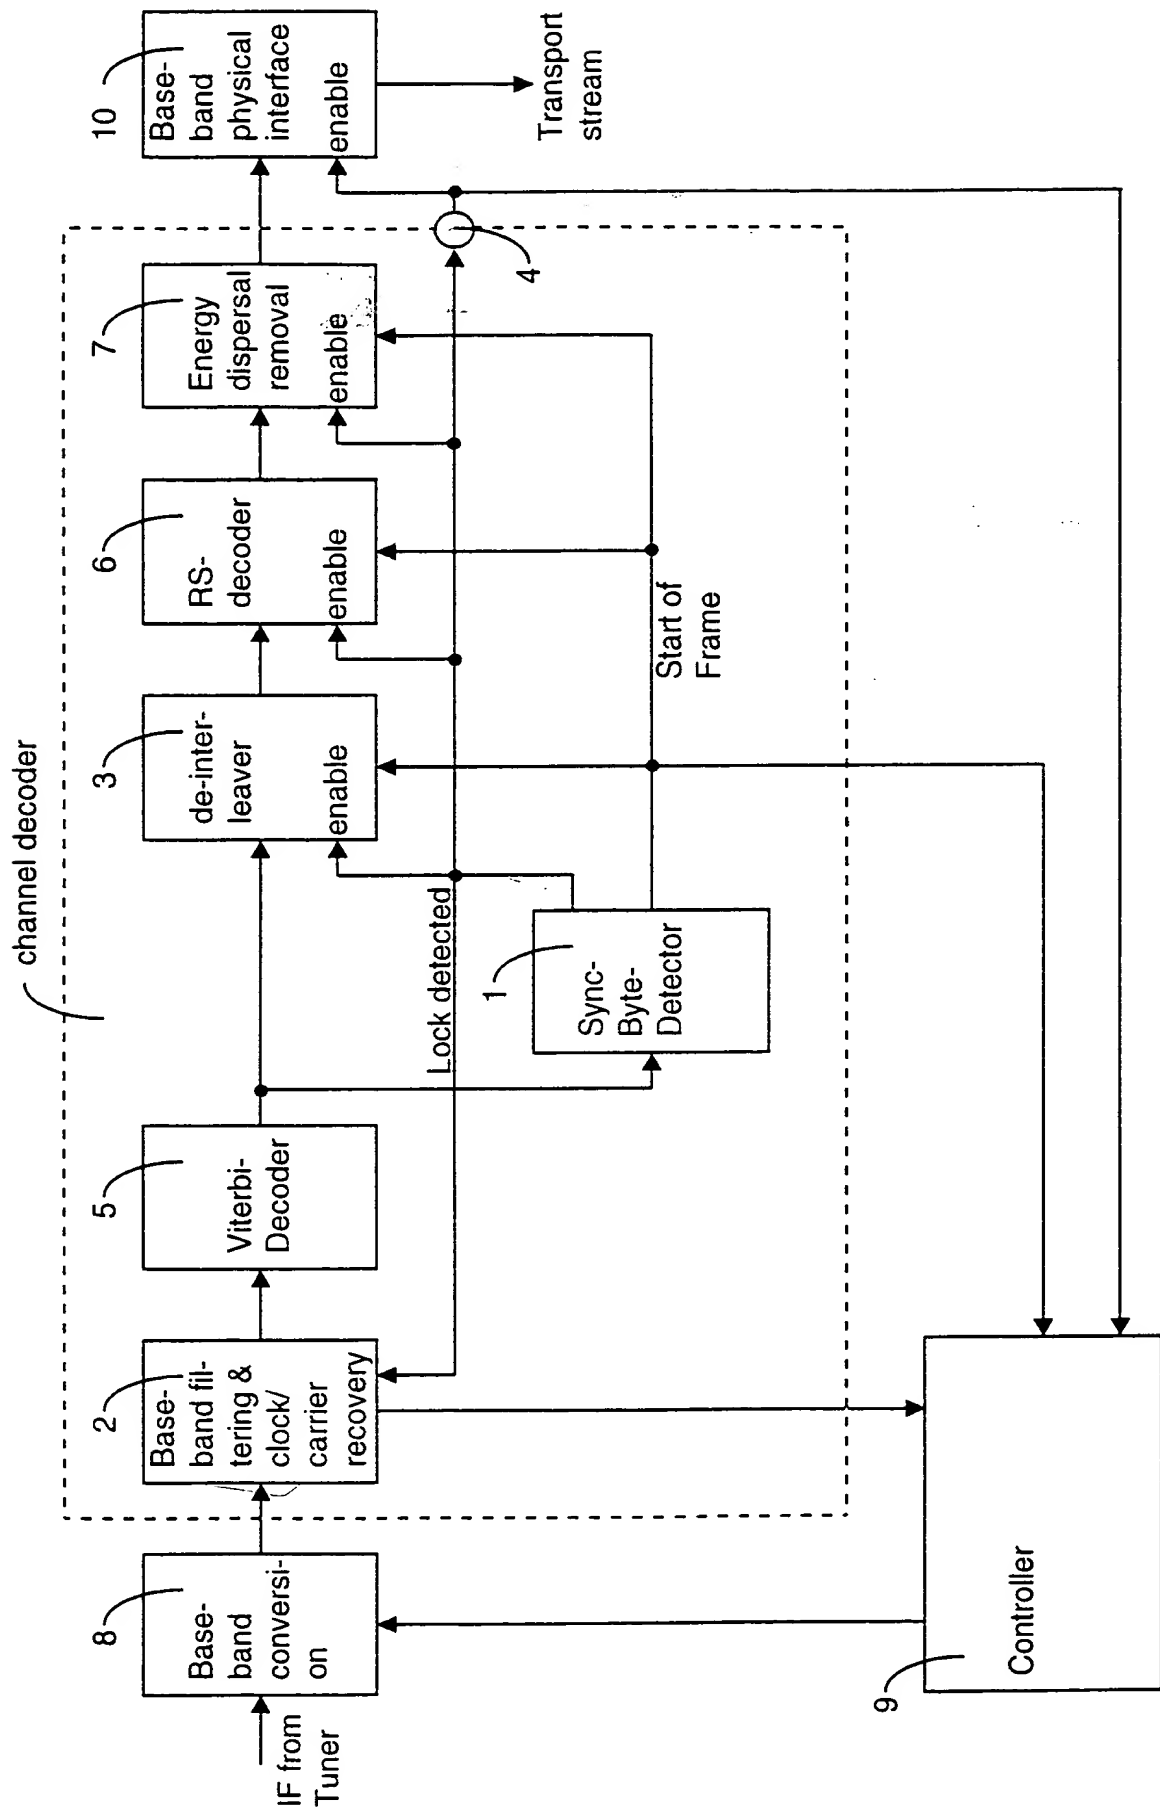 channel decoder
IF from
Tuner
8
Base-
band
conversi-
on
2
Base-
band fil-
tering &
clock/
carrier
recovery
5
Viterbi-
Decoder
3
de-inter-
leaver
enable
6
RS-
decoder
enable
7
Energy
dispersal
removal
enable
10
Base-
band
physical
interface
enable
Lock detected
4
Transport
stream
1
Sync-
Byte-
Detector
Start of
Frame
9
Controller